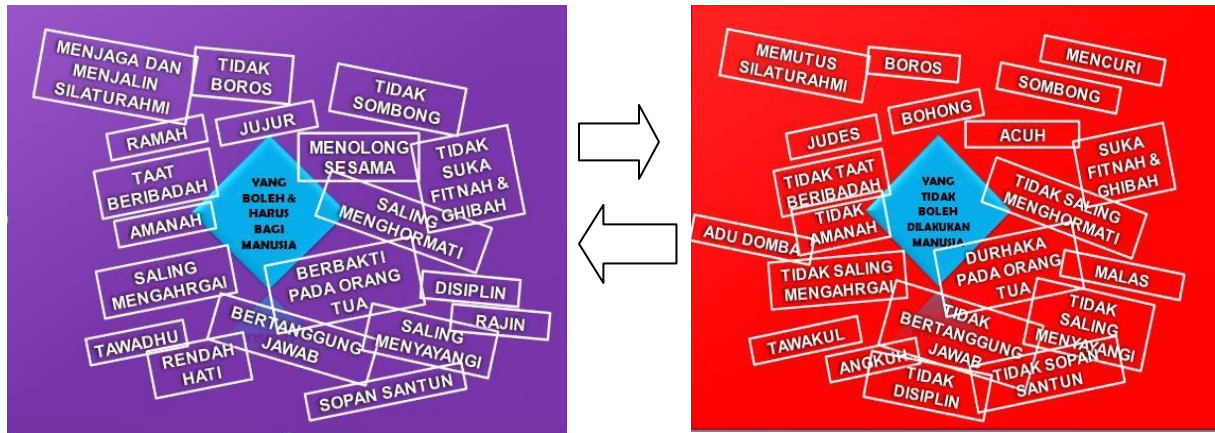 MENJAGA DAN
MENJALIN
SILATURAHMI
TIDAK
BOROS
TIDAK
SOMBONG
RAMAH
JUJUR
MENOLONG
SESAMA
TIDAK
SUKA
FITNAH &
GHIBAH
TAAT
BERIBADAH
YANG
BOLEH &
HARUS
BAGI
MANUSIA
SALING
MENGHORMATI
AMANAH
SALING
MENGAHRGAI
BERBAKTI
PADA ORANG
TUA
DISIPLIN
RAJIN
TAWADHU
RENDAH
HATI
BERTANGGUNG
JAWAB
SALING
MENYAYANGI
SOPAN SANTUN
MEMUTUS
SILATURAHMI
BOROS
MENCURI
SOMBONG
BOHONG
JUDES
ACUH
SUKA
FITNAH &
GHIBAH
TIDAK TAAT
BERIBADAH
YANG
TIDAK
BOLEH
DILAKUKAN
MANUSIA
TIDAK SALING
MENGHORMATI
TIDAK
AMANAH
ADU DOMBA
TIDAK SALING
MENGAHRGAI
DURHAKA
PADA ORANG
TUA
MALAS
TIDAK
SALING
MENYAYANGI
TAWAKUL
TIDAK
BERTANGGUNG
JAWAB
ANGKUH
TIDAK
DISIPLIN
TIDAK SOPAN
SANTUN